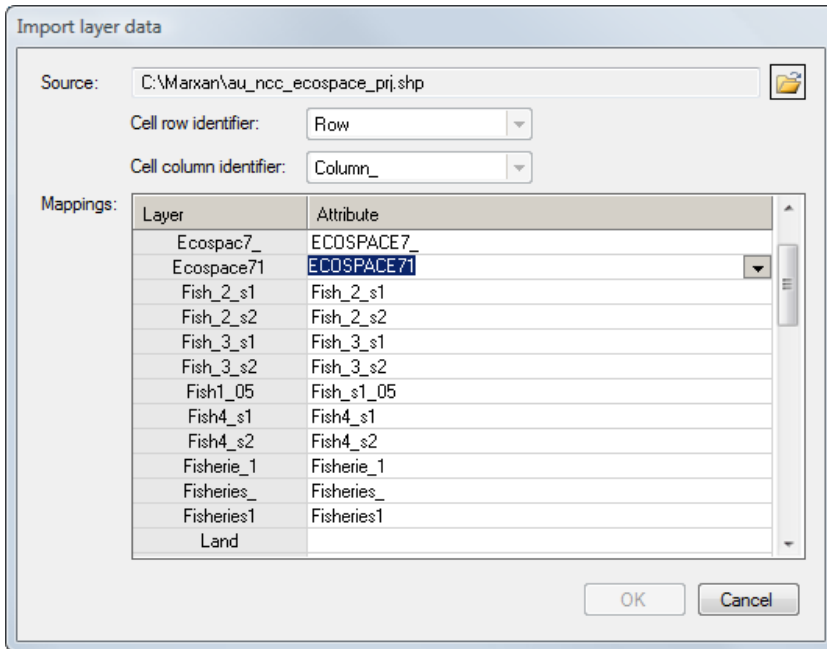 Import layer data
Source: C:\Marxan\au_ncc_ecospace_prj.shp
Cell row identifier: Row
Cell column identifier: Column_
Mappings: Layer Attribute
Ecospac7_ ECOSPACE7_
Ecospace71 ECOSPACE71
Fish_2_s1 Fish_2_s1
Fish_2_s2 Fish_2_s2
Fish_3_s1 Fish_3_s1
Fish_3_s2 Fish_3_s2
Fish1_05 Fish_s1_05
Fish4_s1 Fish4_s1
Fish4_s2 Fish4_s2
Fisherie_1 Fisherie_1
Fisheries_ Fisheries_
Fisheries1 Fisheries1
Land
OK Cancel